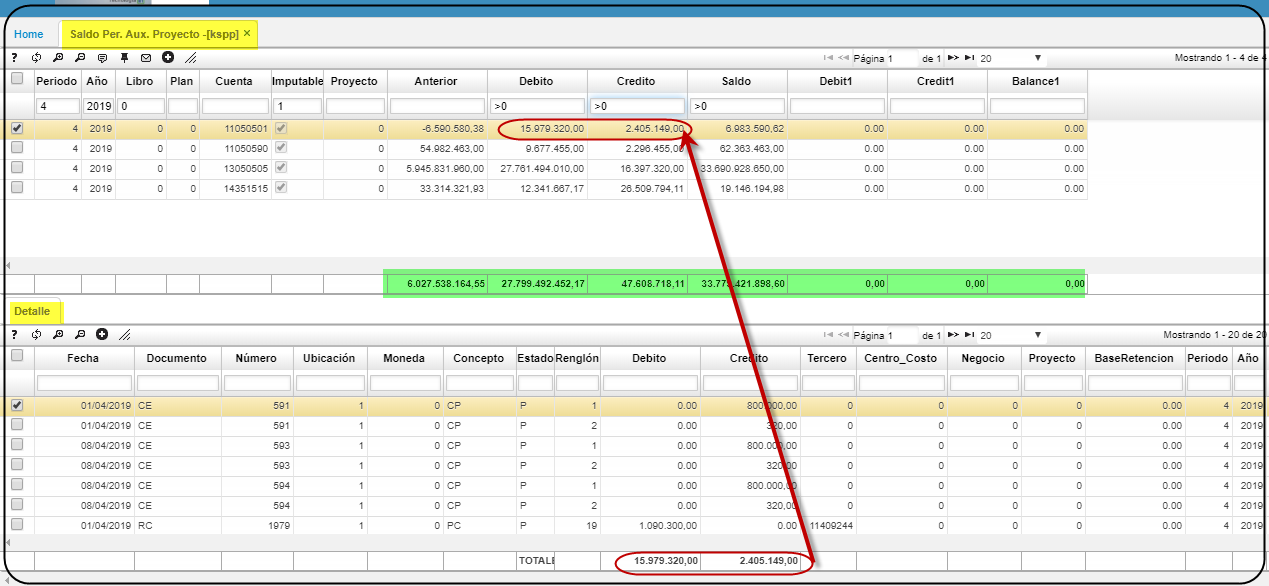 Home Saldo Per. Aux. Proyecto -[kspp] ×
? Página 1 de 1 20 ▼ Mostrando 1 - 4 de 4
Periodo Año Libro Plan Cuenta Imputable Proyecto Anterior Debito Credito Saldo Debit1 Credit1 Balance1
4 2019 0 1 >0 >0 >0
4 2019 0 0 11050501 0 -6.590.580,38 15.979.320,00 2.405.149,00 6.983.590,62 0.00 0.00 0.00
4 2019 0 0 11050590 0 54.982.463,00 9.677.455,00 2.296.455,00 62.363.463,00 0.00 0.00 0.00
4 2019 0 0 13050505 0 5.945.831.960,00 27.761.494.010,00 16.397.320,00 33.690.928.650,00 0.00 0.00 0.00
4 2019 0 0 14351515 0 33.314.321,93 12.341.667,17 26.509.794,11 19.146.194,98 0.00 0.00 0.00
6.027.538.164,55 27.799.492.452,17 47.608.718,11 33.779.421.898,60 0,00 0,00 0,00
Detalle
? Página 1 de 1 20 ▼ Mostrando 1 - 20 de 20
Fecha Documento Número Ubicación Moneda Concepto Estado Renglón Debito Credito Tercero Centro_Costo Negocio Proyecto BaseRetencion Periodo Año
01/04/2019 CE 591 1 0 CP P 1 0.00 800.000,00 0 0 0 0 0.00 4 2019
01/04/2019 CE 591 1 0 CP P 2 0.00 320,00 0 0 0 0 0.00 4 2019
08/04/2019 CE 593 1 0 CP P 1 0.00 800.000,00 0 0 0 0 0.00 4 2019
08/04/2019 CE 593 1 0 CP P 2 0.00 320,00 0 0 0 0 0.00 4 2019
08/04/2019 CE 594 1 0 CP P 1 0.00 800.000,00 0 0 0 0 0.00 4 2019
08/04/2019 CE 594 1 0 CP P 2 0.00 320,00 0 0 0 0 0.00 4 2019
01/04/2019 RC 1979 1 0 PC P 19 1.090.300,00 0.00 11409244 0 0 0 0.00 4 2019
TOTALE 15.979.320,00 2.405.149,00